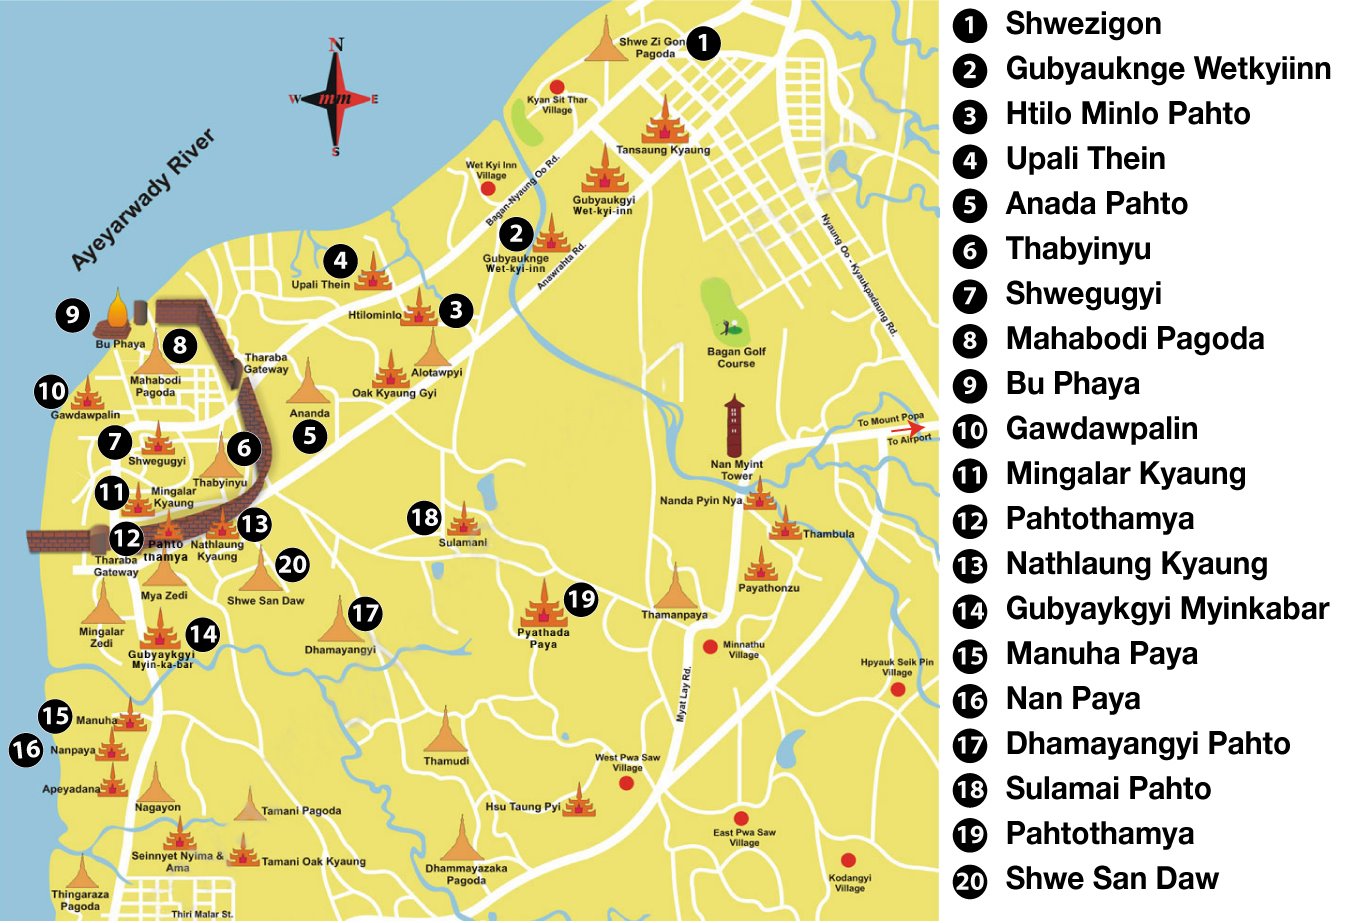 N
W mm E
S
Ayeyarwady River
Shwe Zi Gon
Pagoda
1
Kyan Sit Thar
Village
Tansaung Kyaung
Wet Kyi Inn
Village
Bagan-Nyaung Oo Rd.
Gubyaukgyi
Wet-kyi-inn
2
Gubyauknge
Wet-kyi-inn
Anawrahta Rd.
Nyaung Oo - Kyaukpadaung Rd.
4
Upali Thein
Htilominlo
3
9
Bu Phaya
8
Mahabodi
Pagoda
Tharaba
Gateway
Alotawpyi
Oak Kyaung Gyi
Bagan Golf
Course
10
Gawdawpalin
Ananda
5
7
Shwegugyi
6
Thabyinyu
To Mount Popa
To Airport
Nan Myint
Tower
11
Mingalar
Kyaung
Nanda Pyin Nya
Thambula
18
Sulamani
12
Pahto
thamya
13
Nathlaung
Kyaung
Tharaba
Gateway
20
Shwe San Daw
Mya Zedi
Payathonzu
Thamanpaya
19
Pyathada
Paya
17
Dhamayangyi
Mingalar
Zedi
14
Gubyaykgyi
Myin-ka-bar
Minnathu
Village
Hpyauk Seik Pin
Village
Myat Lay Rd.
15
Manuha
16
Nanpaya
Apeyadana
Nagayon
Thamudi
West Pwa Saw
Village
Tamani Pagoda
Hsu Taung Pyi
East Pwa Saw
Village
Seinnyet Nyima &
Ama
Tamani Oak Kyaung
Dhammayazaka
Pagoda
Kodangyi
Village
Thingaraza
Pagoda
Thiri Malar St.
1 Shwezigon
2 Gubyauknge Wetkyiinn
3 Htilo Minlo Pahto
4 Upali Thein
5 Anada Pahto
6 Thabyinyu
7 Shwegugyi
8 Mahabodi Pagoda
9 Bu Phaya
10 Gawdawpalin
11 Mingalar Kyaung
12 Pahtothamya
13 Nathlaung Kyaung
14 Gubyaykgyi Myinkabar
15 Manuha Paya
16 Nan Paya
17 Dhamayangyi Pahto
18 Sulamai Pahto
19 Pahtothamya
20 Shwe San Daw